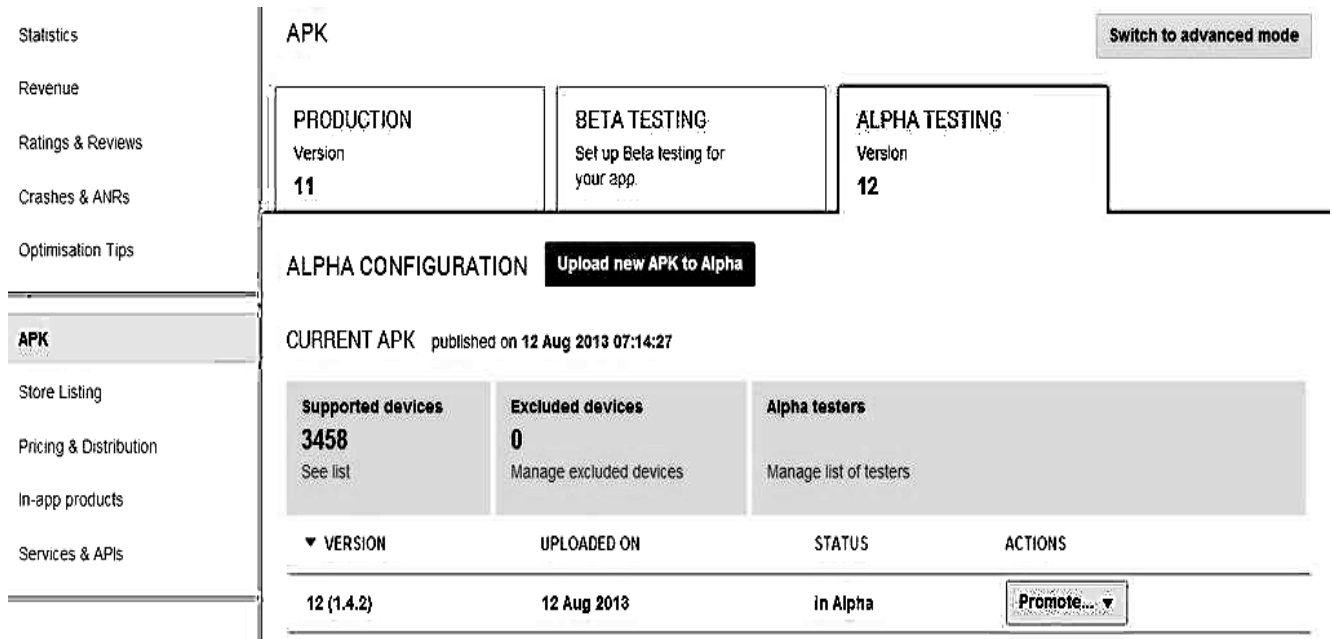 Statistics
Revenue
Ratings & Reviews
Crashes & ANRs
Optimisation Tips
APK
Store Listing
Pricing & Distribution
In-app products
Services & APIs
APK
Switch to advanced mode
PRODUCTION
Version
11
BETA TESTING
Set up Beta testing for
your app.
ALPHA TESTING
Version
12
ALPHA CONFIGURATION Upload new APK to Alpha
CURRENT APK published on 12 Aug 2013 07:14:27
Supported devices
3458
See list
Excluded devices
0
Manage excluded devices
Alpha testers
Manage list of testers
▼ VERSION UPLOADED ON STATUS ACTIONS
12 (1.4.2) 12 Aug 2013 in Alpha Promote... ▼